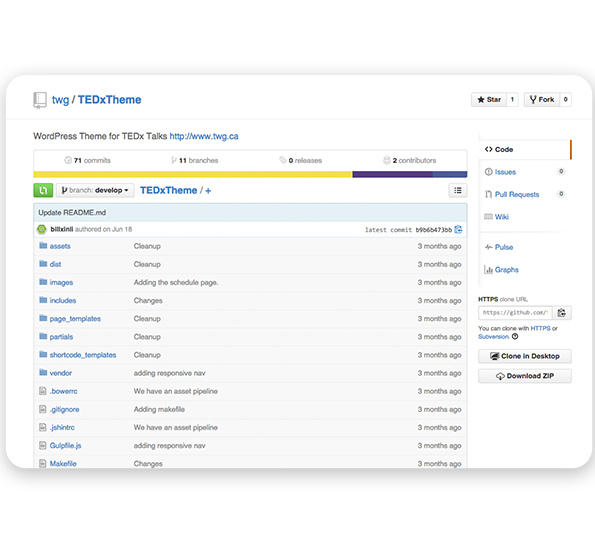 twg / TEDxTheme
Star 1 Fork 0
WordPress Theme for TEDx Talks http://www.twg.ca
71 commits 11 branches 0 releases 2 contributors
branch: develop TEDxTheme / +
Update README.md
billxinli authored on Jun 18 latest commit b9b6b473bb
assets Cleanup 3 months ago
dist Cleanup 3 months ago
images Adding the schedule page. 3 months ago
includes Changes 3 months ago
page_templates Cleanup 3 months ago
partials Cleanup 3 months ago
shortcode_templates Cleanup 3 months ago
vendor adding responsive nav 3 months ago
.bowerrc We have an asset pipeline 3 months ago
.gitignore Adding makefile 3 months ago
.jshintrc We have an asset pipeline 3 months ago
Gulpfile.js adding responsive nav 3 months ago
Makefile Changes 3 months ago
Code
Issues 0
Pull Requests 0
Wiki
Pulse
Graphs
HTTPS clone URL
https://github.com/
You can clone with HTTPS or
Subversion.
Clone in Desktop
Download ZIP